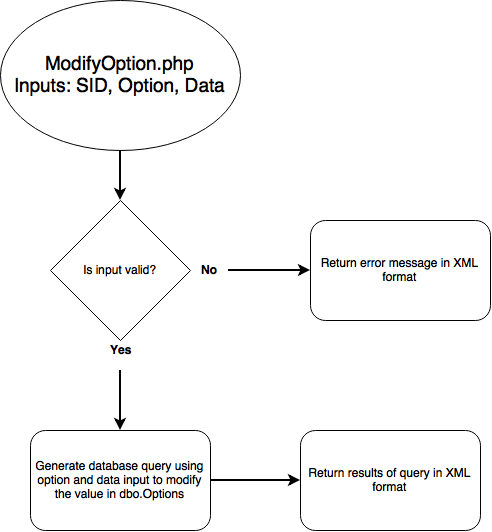 ModifyOption.php
Inputs: SID, Option, Data
Is input valid?
No
Return error message in XML
format
Yes
Generate database query using
option and data input to modify
the value in dbo.Options
Return results of query in XML
format